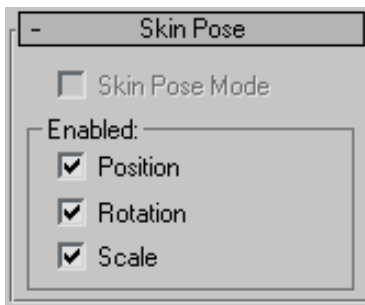 - Skin Pose
Skin Pose Mode
Enabled:
Position
Rotation
Scale